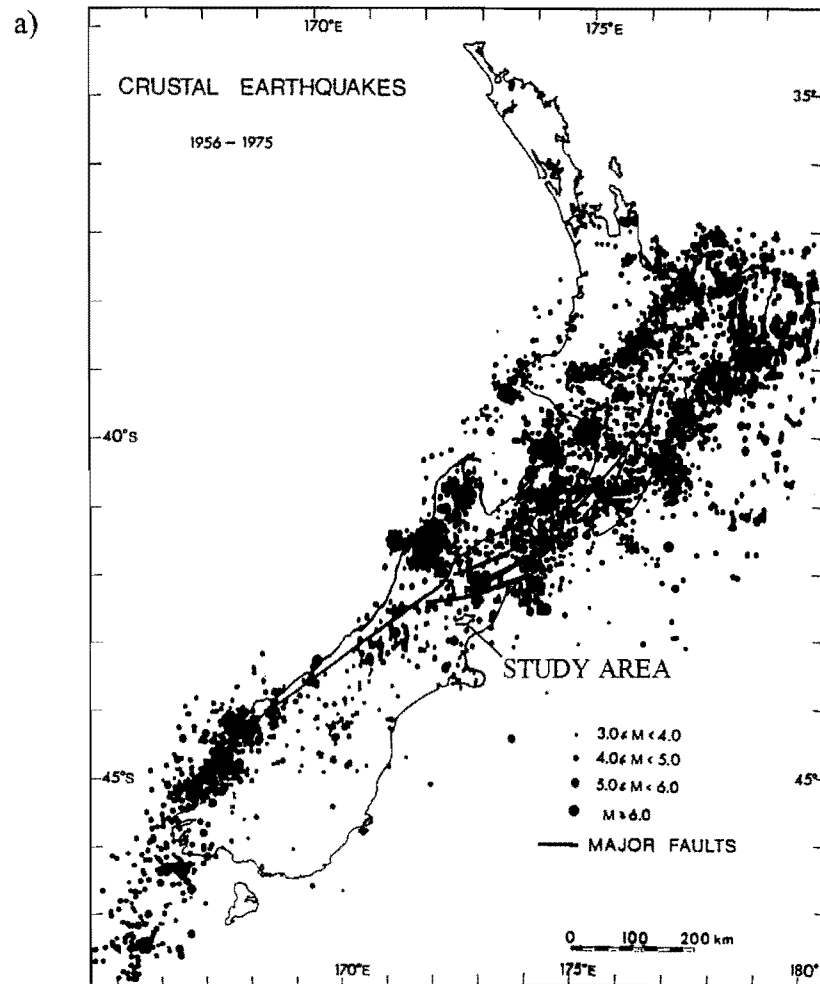 a)
170°E 175°E
CRUSTAL EARTHQUAKES
35°
1956 – 1975
40°S
STUDY AREA
3.0 ≤ M < 4.0
4.0 ≤ M < 5.0
45°S 45°
5.0 ≤ M < 6.0
M ≥ 6.0
MAJOR FAULTS
0 100 200 km
170°E 175°E 180°